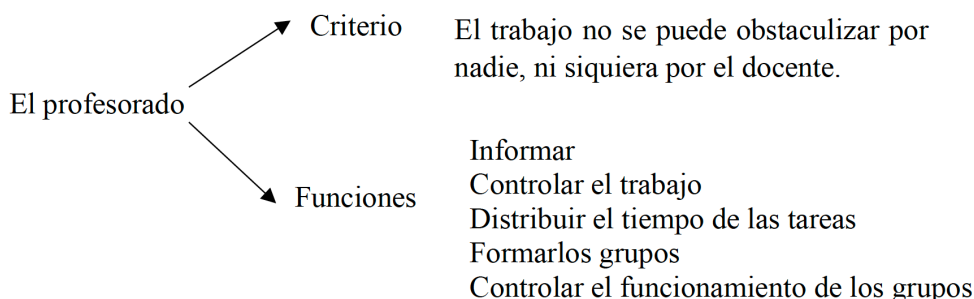 Criterio
El trabajo no se puede obstaculizar por
nadie, ni siquiera por el docente.
El profesorado
Funciones
Informar
Controlar el trabajo
Distribuir el tiempo de las tareas
Formarlos grupos
Controlar el funcionamiento de los grupos